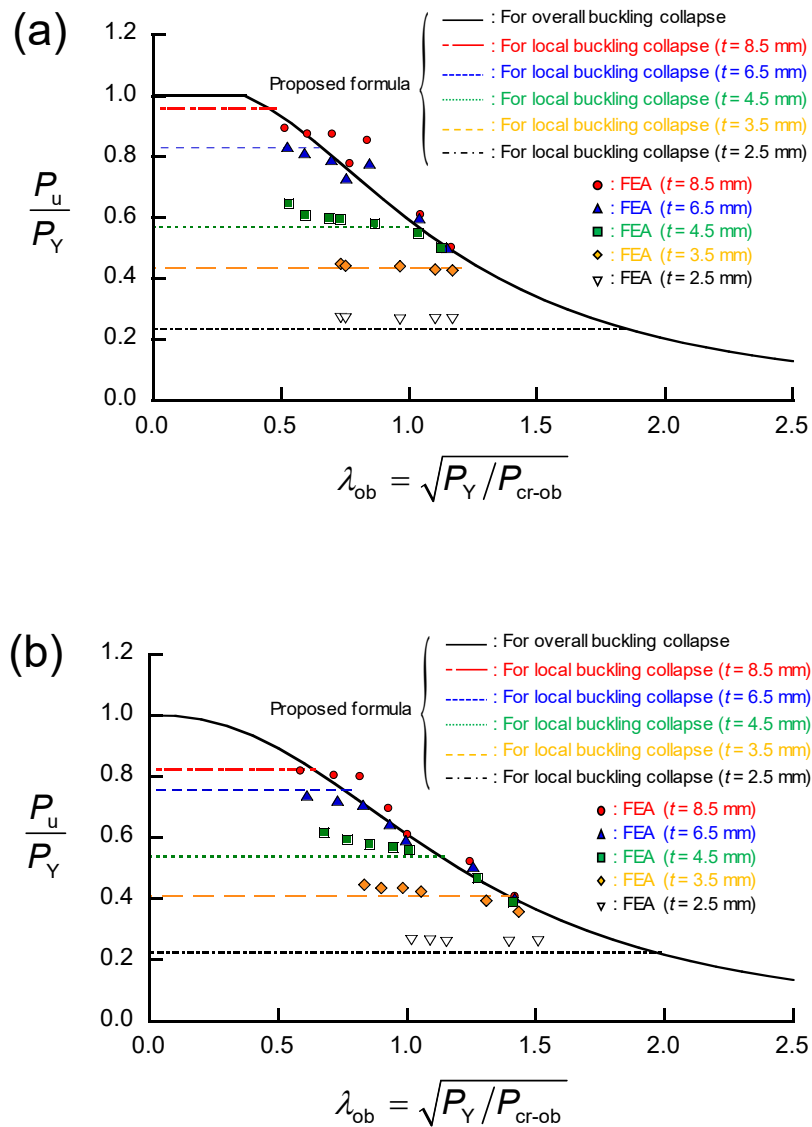 (a)
: For overall buckling collapse
: For local buckling collapse (t = 8.5 mm)
: For local buckling collapse (t = 6.5 mm)
: For local buckling collapse (t = 4.5 mm)
: For local buckling collapse (t = 3.5 mm)
: For local buckling collapse (t = 2.5 mm)
Proposed formula
: FEA (t = 8.5 mm)
: FEA (t = 6.5 mm)
: FEA (t = 4.5 mm)
: FEA (t = 3.5 mm)
: FEA (t = 2.5 mm)
1.2
1.0
0.8
0.6
0.4
0.2
0.0
Pu
PY
0.0 0.5 1.0 1.5 2.0 2.5
λob = √PY/Pcr-ob
(b)
: For overall buckling collapse
: For local buckling collapse (t = 8.5 mm)
: For local buckling collapse (t = 6.5 mm)
: For local buckling collapse (t = 4.5 mm)
: For local buckling collapse (t = 3.5 mm)
: For local buckling collapse (t = 2.5 mm)
Proposed formula
: FEA (t = 8.5 mm)
: FEA (t = 6.5 mm)
: FEA (t = 4.5 mm)
: FEA (t = 3.5 mm)
: FEA (t = 2.5 mm)
1.2
1.0
0.8
0.6
0.4
0.2
0.0
Pu
PY
0.0 0.5 1.0 1.5 2.0 2.5
λob = √PY/Pcr-ob